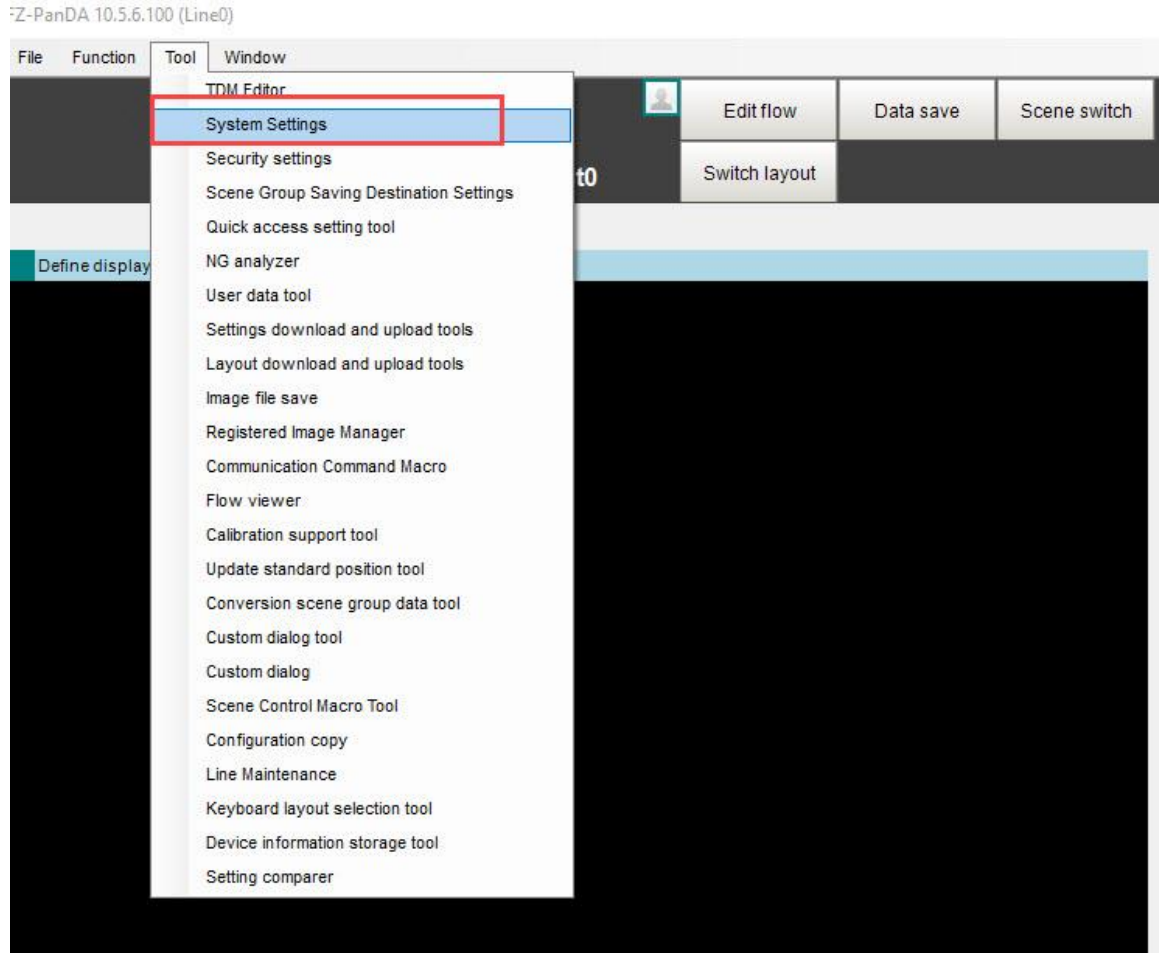 FZ-PanDA 10.5.6.100 (Line0)
File Function Tool Window
TDM Editor
System Settings
Security settings
Scene Group Saving Destination Settings
Quick access setting tool
NG analyzer
User data tool
Settings download and upload tools
Layout download and upload tools
Image file save
Registered Image Manager
Communication Command Macro
Flow viewer
Calibration support tool
Update standard position tool
Conversion scene group data tool
Custom dialog tool
Custom dialog
Scene Control Macro Tool
Configuration copy
Line Maintenance
Keyboard layout selection tool
Device information storage tool
Setting comparer
Edit flow Data save Scene switch
t0 Switch layout
Define display